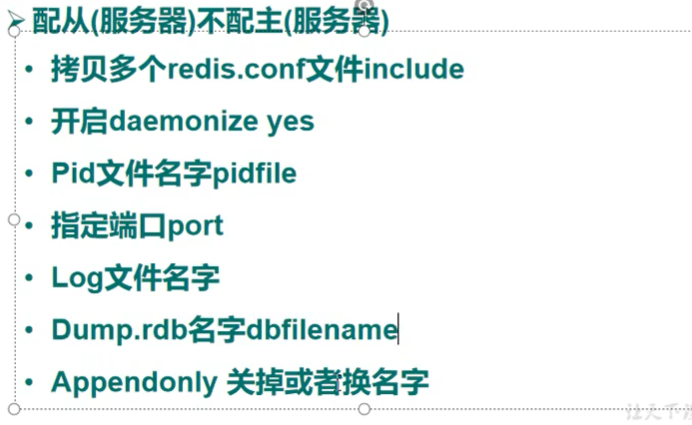 配从(服务器)不配主(服务器)
拷贝多个redis.conf文件include
开启daemonize yes
Pid文件名字pidfile
指定端口port
Log文件名字
Dump.rdb名字dbfilename
Appendonly 关掉或者换名字
让天下没